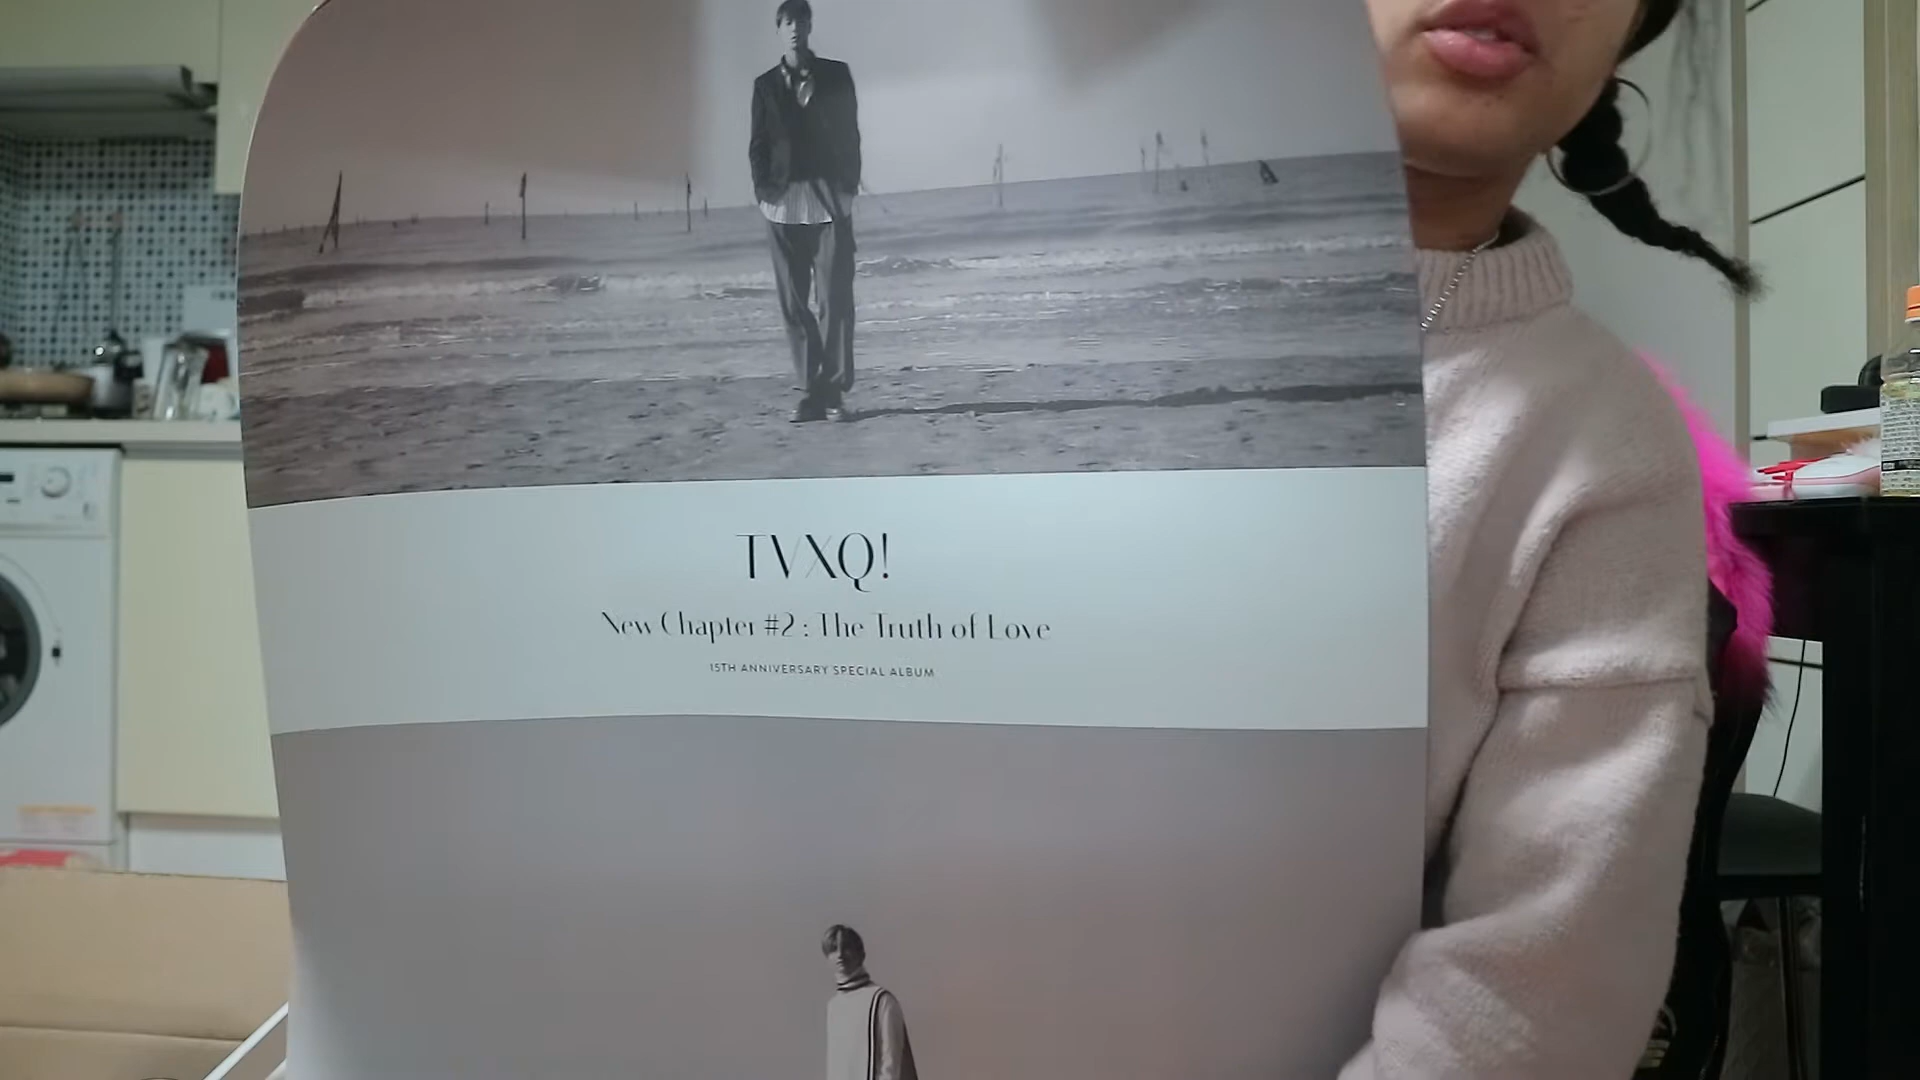 TVXQ!
New Chapter #2 : The Truth of Love
15TH ANNIVERSARY SPECIAL ALBUM